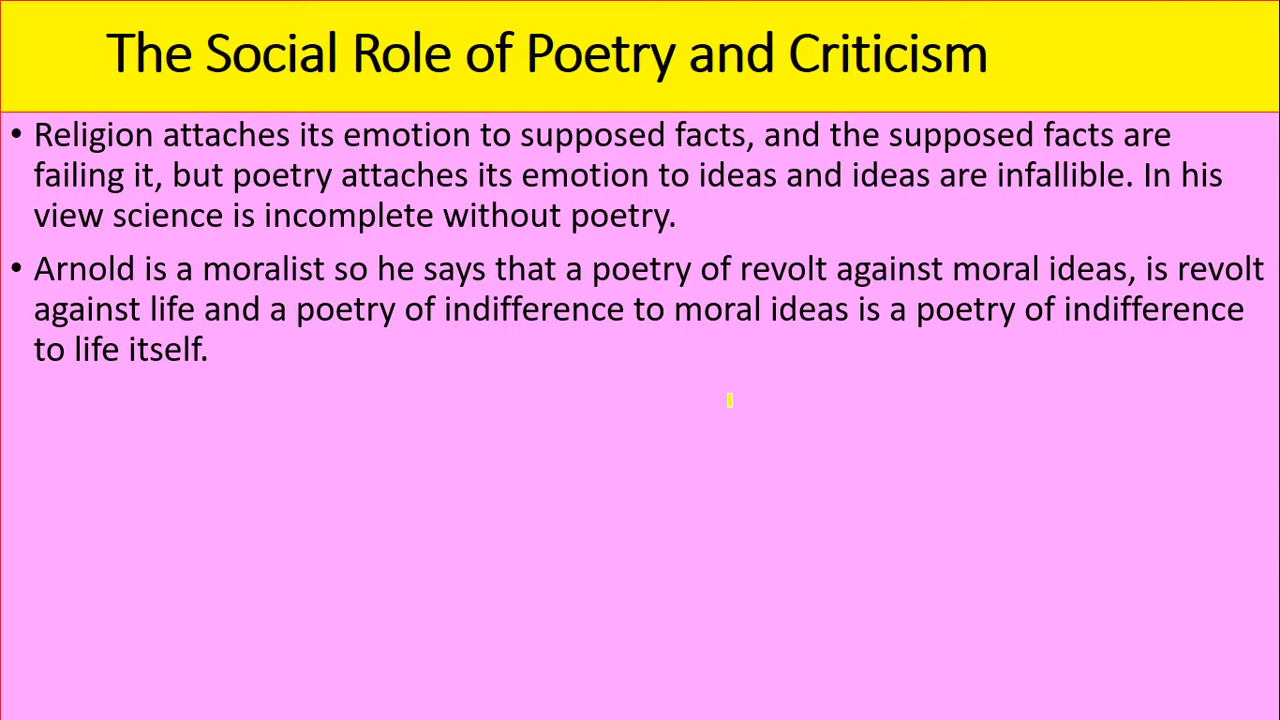 The Social Role of Poetry and Criticism
• Religion attaches its emotion to supposed facts, and the supposed facts are
failing it, but poetry attaches its emotion to ideas and ideas are infallible. In his
view science is incomplete without poetry.
• Arnold is a moralist so he says that a poetry of revolt against moral ideas, is revolt
against life and a poetry of indifference to moral ideas is a poetry of indifference
to life itself.